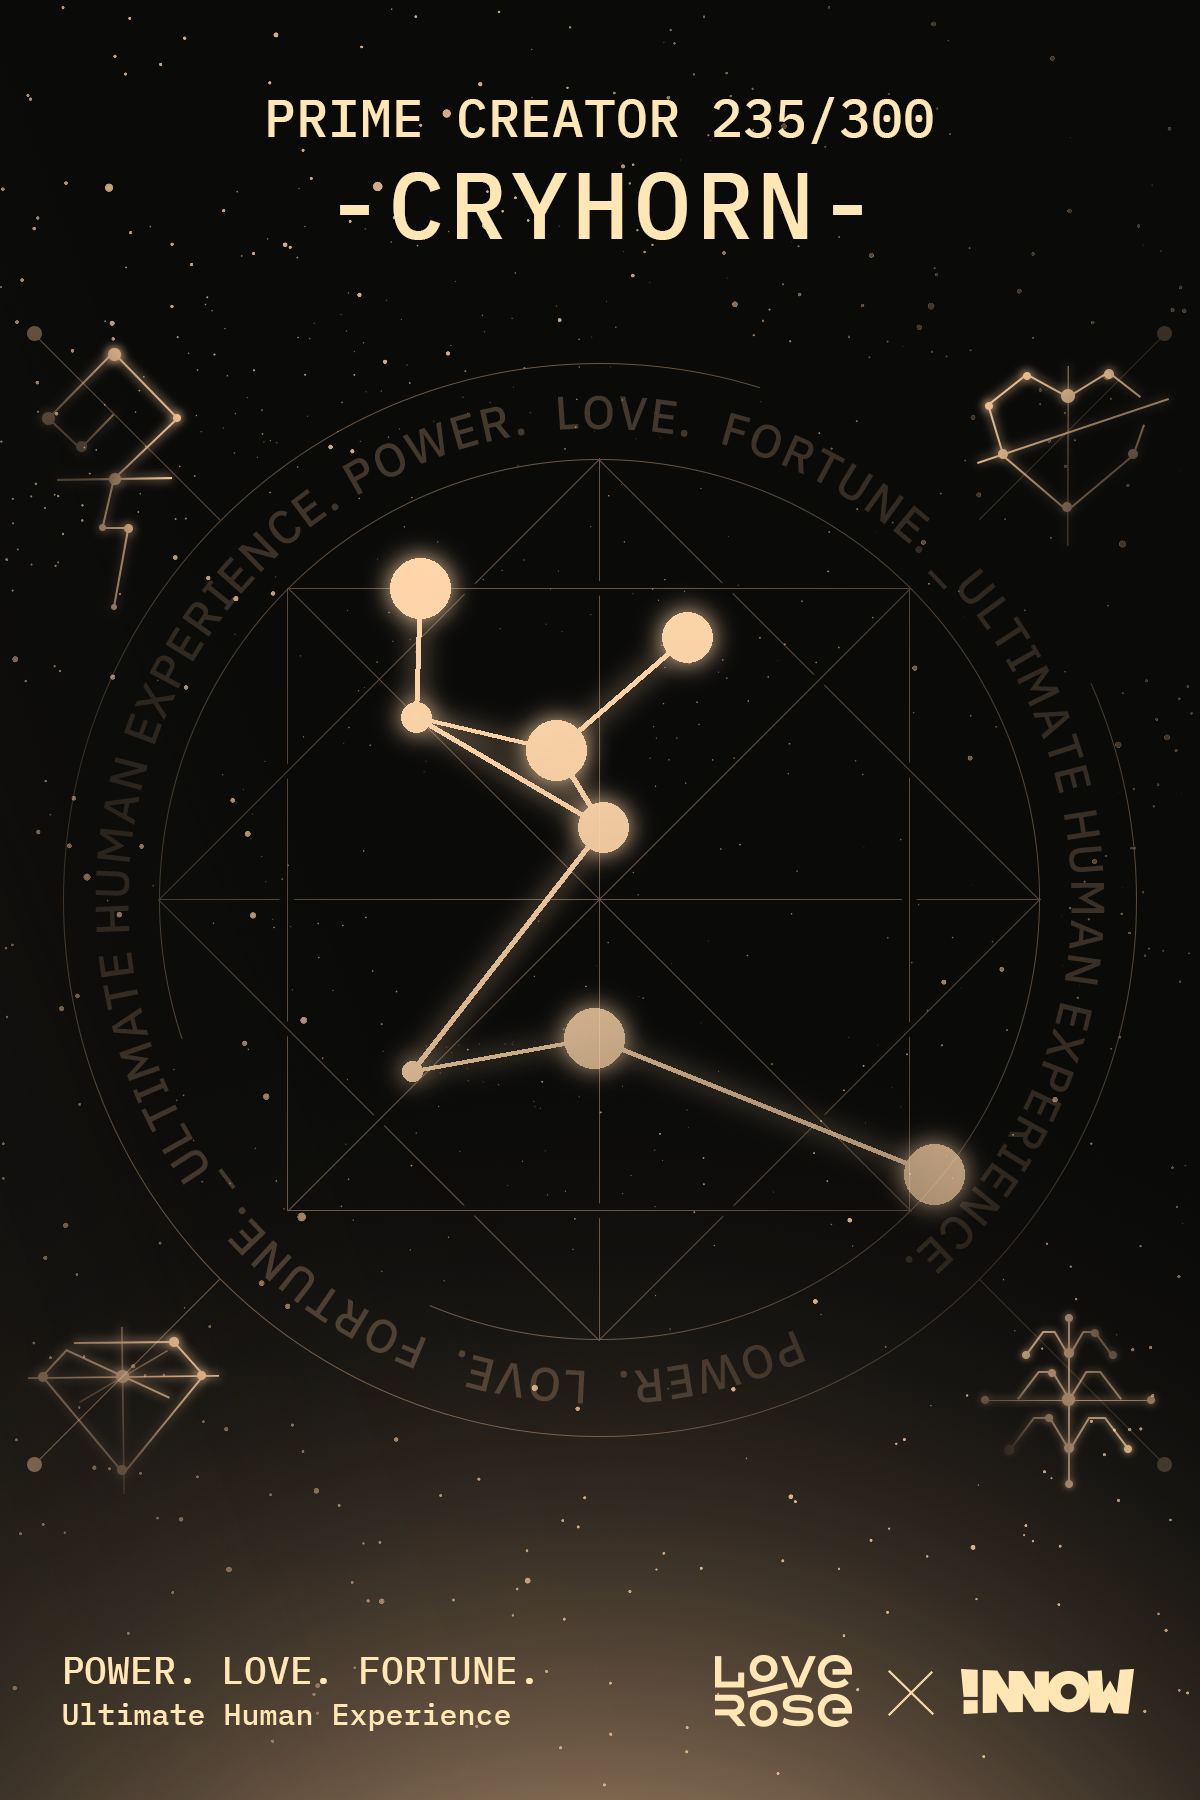 PRIME CREATOR 235/300
-CRYHORN-
POWER. LOVE. FORTUNE. – ULTIMATE HUMAN EXPERIENCE.
POWER. LOVE. FORTUNE. – ULTIMATE HUMAN EXPERIENCE.
POWER. LOVE. FORTUNE.
Ultimate Human Experience
LOVE
ROSE
!NNOW